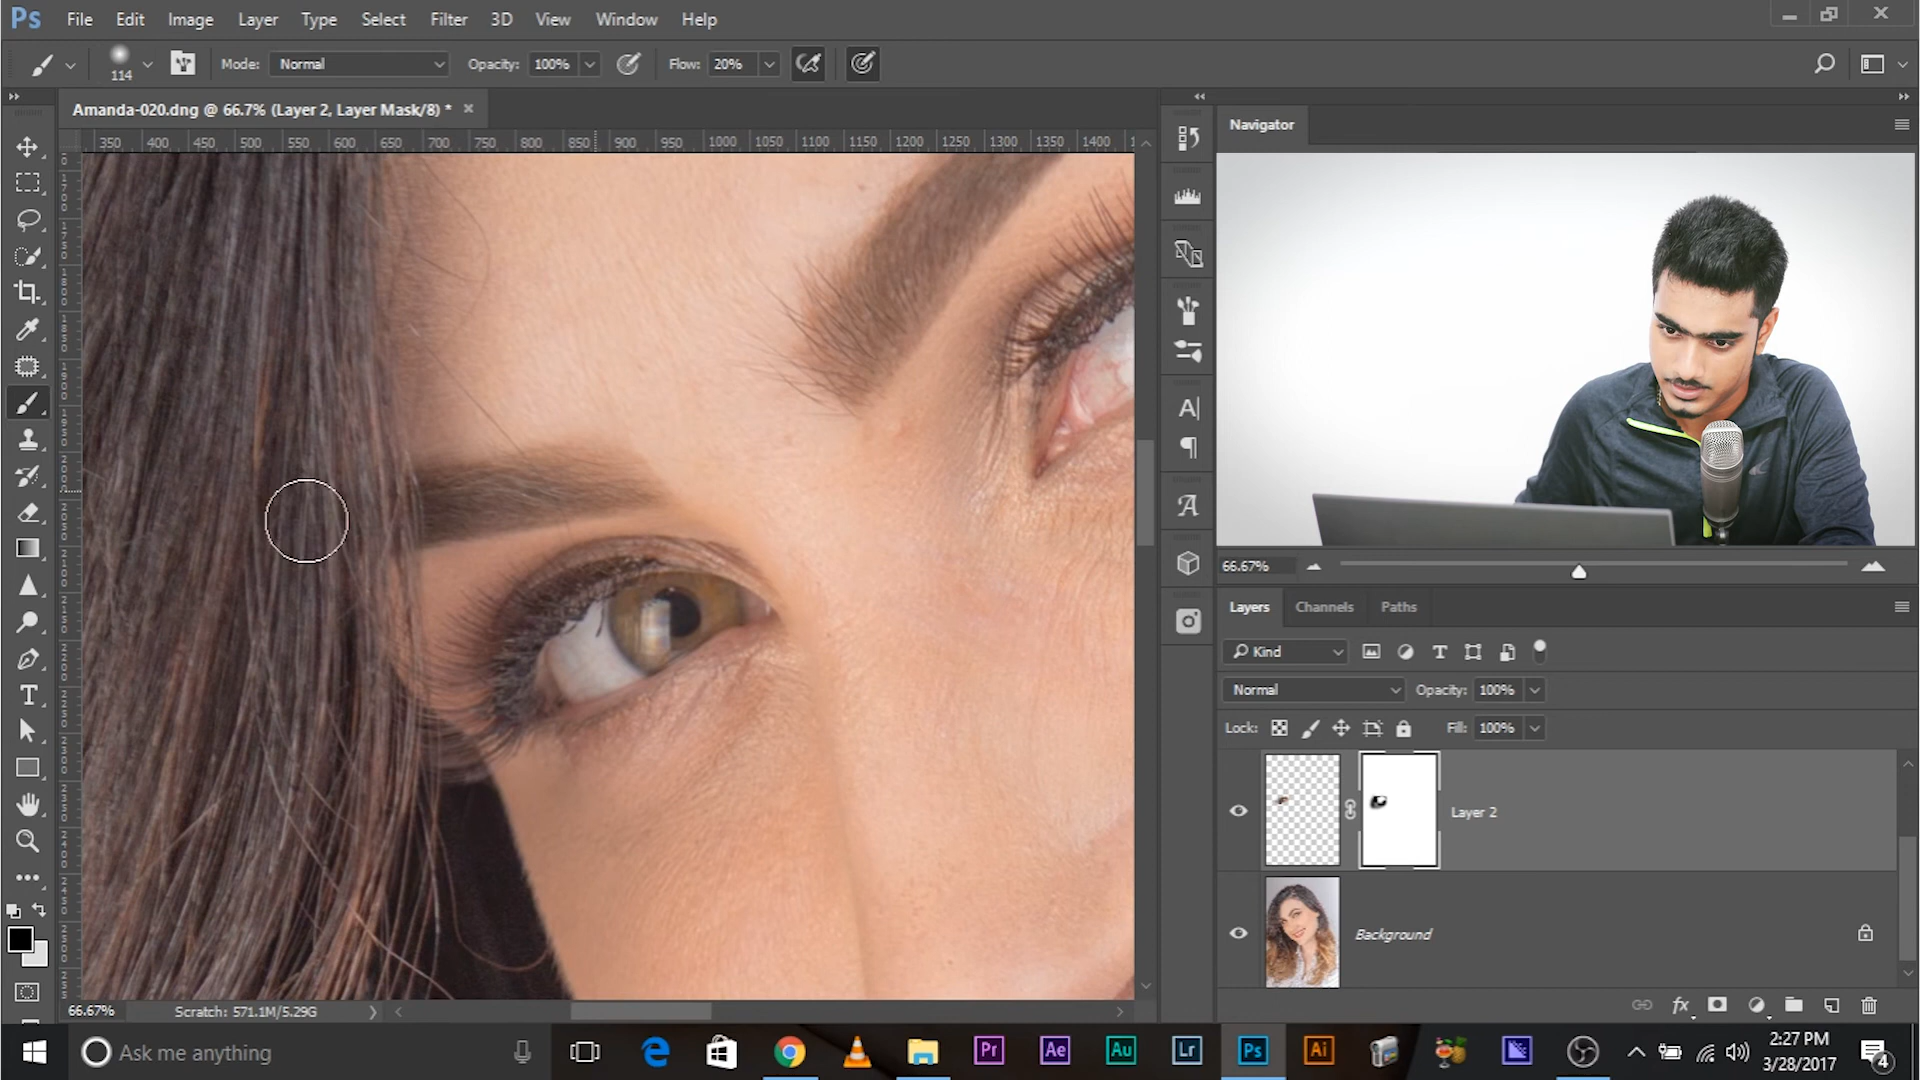 Ps File Edit Image Layer Type Select Filter 3D View Window Help
114 Mode: Normal Opacity: 100% Flow: 20%
Amanda-020.dng @ 66.7% (Layer 2, Layer Mask/8) *
350 400 450 500 550 600 650 700 750 800 850 900 950 1000 1050 1100 1150 1200 1250 1300 1350 1400
Navigator
66.67%
Layers Channels Paths
Kind
Normal Opacity: 100%
Lock: Fill: 100%
Layer 2
Background
66.67% Scratch: 571.1M/5.29G
Ask me anything
Pr Ae Au Lr Ps Ai
2:27 PM
3/28/2017
4